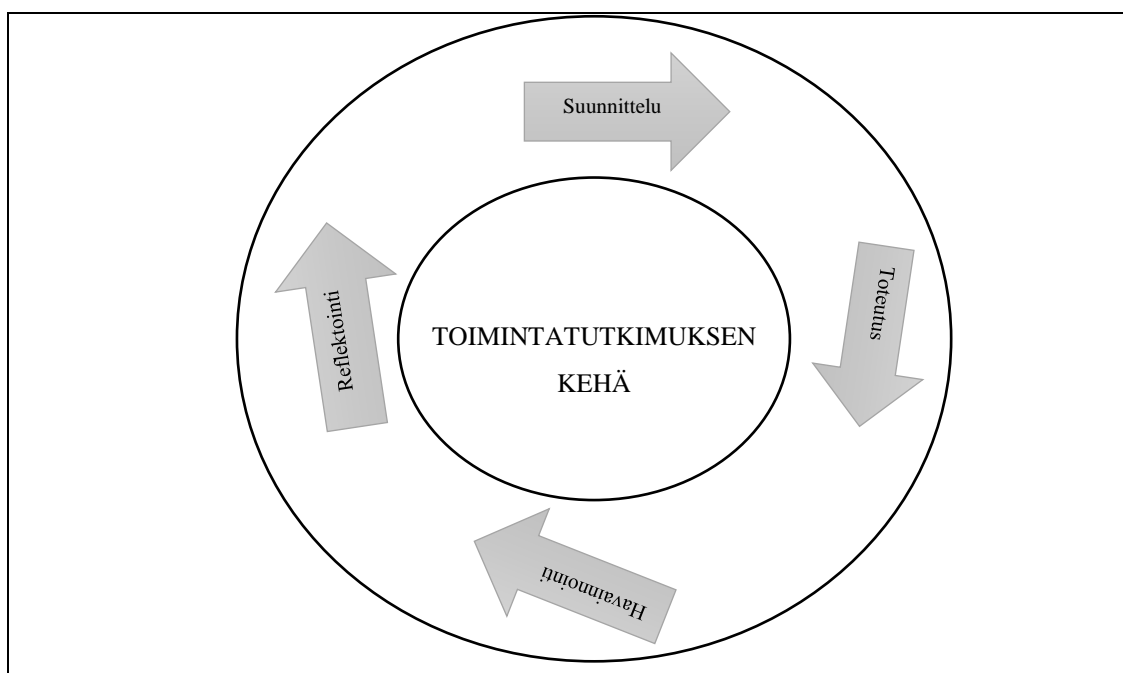 Suunnittelu
Toteutus
Havainnointi
Reflektointi
TOIMINTATUTKIMUKSEN
KEHÄ